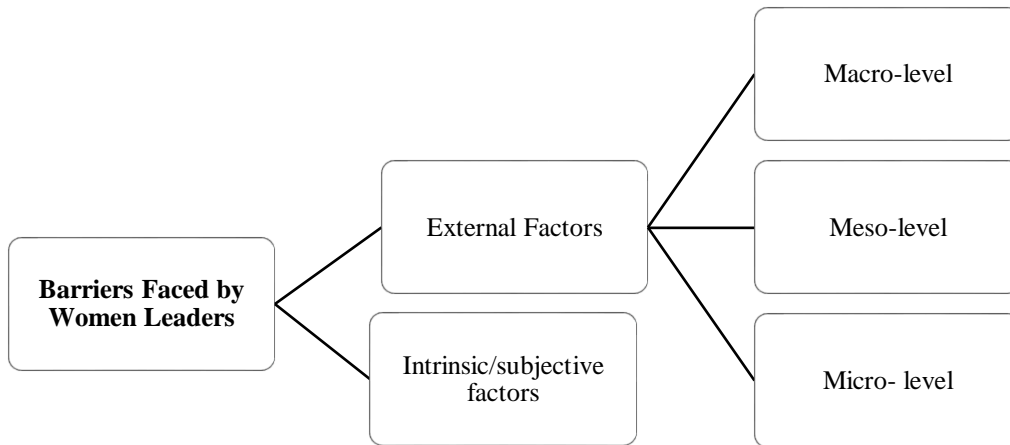 Barriers Faced by
Women Leaders
External Factors
Intrinsic/subjective
factors
Macro-level
Meso-level
Micro- level